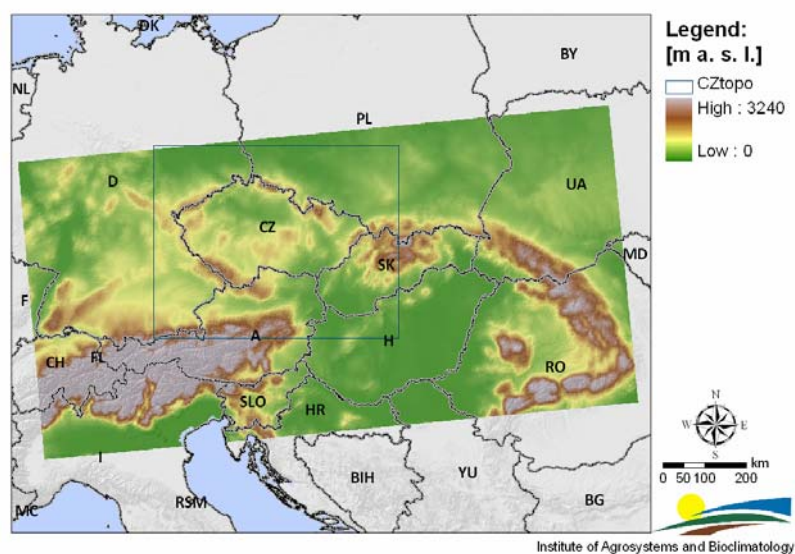 DK
BY
NL
PL
D
UA
CZ
SK
MD
F
A
H
CH
FL
RO
SLO
HR
I
BIH
YU
MC
RSM
BG
Legend:
[m a. s. l.]
CZtopo
High : 3240
Low : 0
N
W E
S
0 50 100 200 km
Institute of Agrosystems and Bioclimatology